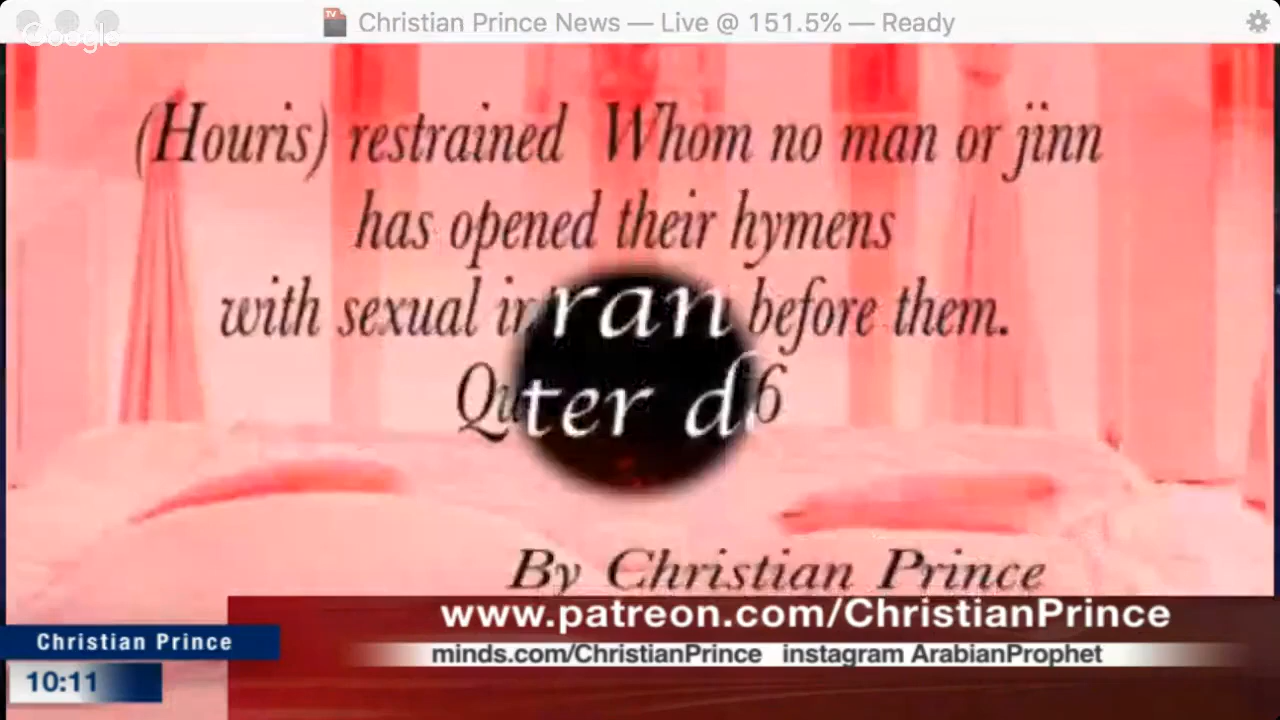 Google
TV
Christian Prince News — Live @ 151.5% — Ready
(Houris) restrained Whom no man or jinn
has opened their hymens
with sexual before them.
ran
ter
6
By Christian Prince
www.patreon.com/ChristianPrince
minds.com/ChristianPrince instagram ArabianProphet
Christian Prince
10:11